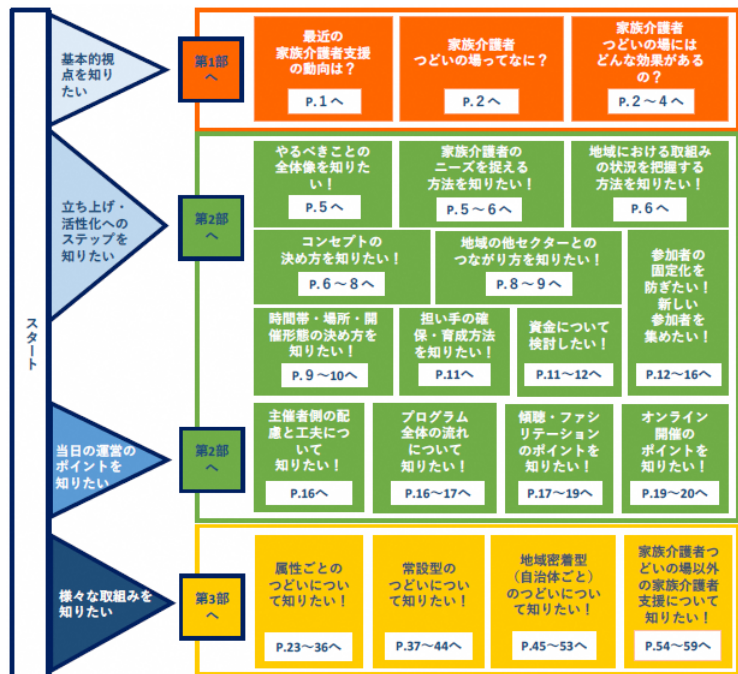 スタート
基本的視
点を知り
たい
第1部
へ
最近の
家族介護者支援
の動向は？
P.１へ
家族介護者
つどいの場ってなに？
P.２へ
家族介護者
つどいの場には
どんな効果がある
の？
P.２～４へ
立ち上げ・
活性化への
ステップを
知りたい
第2部
へ
やるべきことの
全体像を知りた
い！
P.５へ
家族介護者の
ニーズを捉える
方法を知りたい！
P.５～６へ
地域における取組み
の状況を把握する
方法を知りたい！
P.６へ
コンセプトの
決め方を知りたい！
P.６～８へ
地域の他セクターとの
つながり方を知りたい！
P.８～９へ
参加者の
固定化を
防ぎたい！
新しい
参加者を
集めたい！
P.12～16へ
時間帯・場所・開
催形態の決め方を
知りたい！
P.９～10へ
担い手の確
保・育成方法
を知りたい！
P.11へ
資金について
検討したい！
P.11～12へ
当日の運営の
ポイントを
知りたい
第2部
へ
主催者側の配
慮と工夫につ
いて
知りたい！
P.16へ
プログラム
全体の流れ
について
知りたい！
P.16～17へ
傾聴・ファシ
リテーション
のポイントを
知りたい！
P.17～19へ
オンライン
開催の
ポイントを
知りたい！
P.19～20へ
様々な取組みを
知りたい
第3部
へ
属性ごとの
つどいについ
て知りたい！
P.23～36へ
常設型の
つどいについ
て知りたい！
P.37～44へ
地域密着型
（自治体ごと）
のつどいについ
て知りたい！
P.45～53へ
家族介護者つ
どいの場以外
の家族介護者
支援について
知りたい！
P.54～59へ